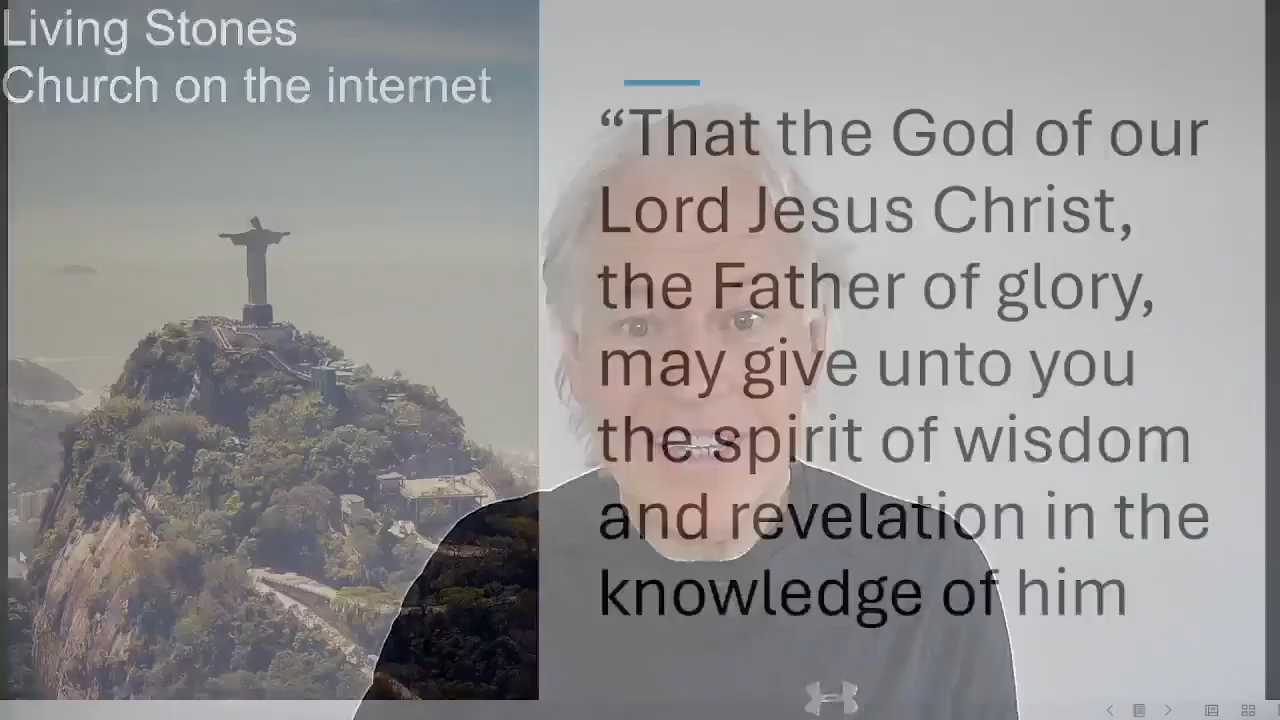 Living Stones
Church on the internet
“That the God of our
Lord Jesus Christ,
the Father of glory,
may give unto you
the spirit of wisdom
and revelation in the
knowledge of him